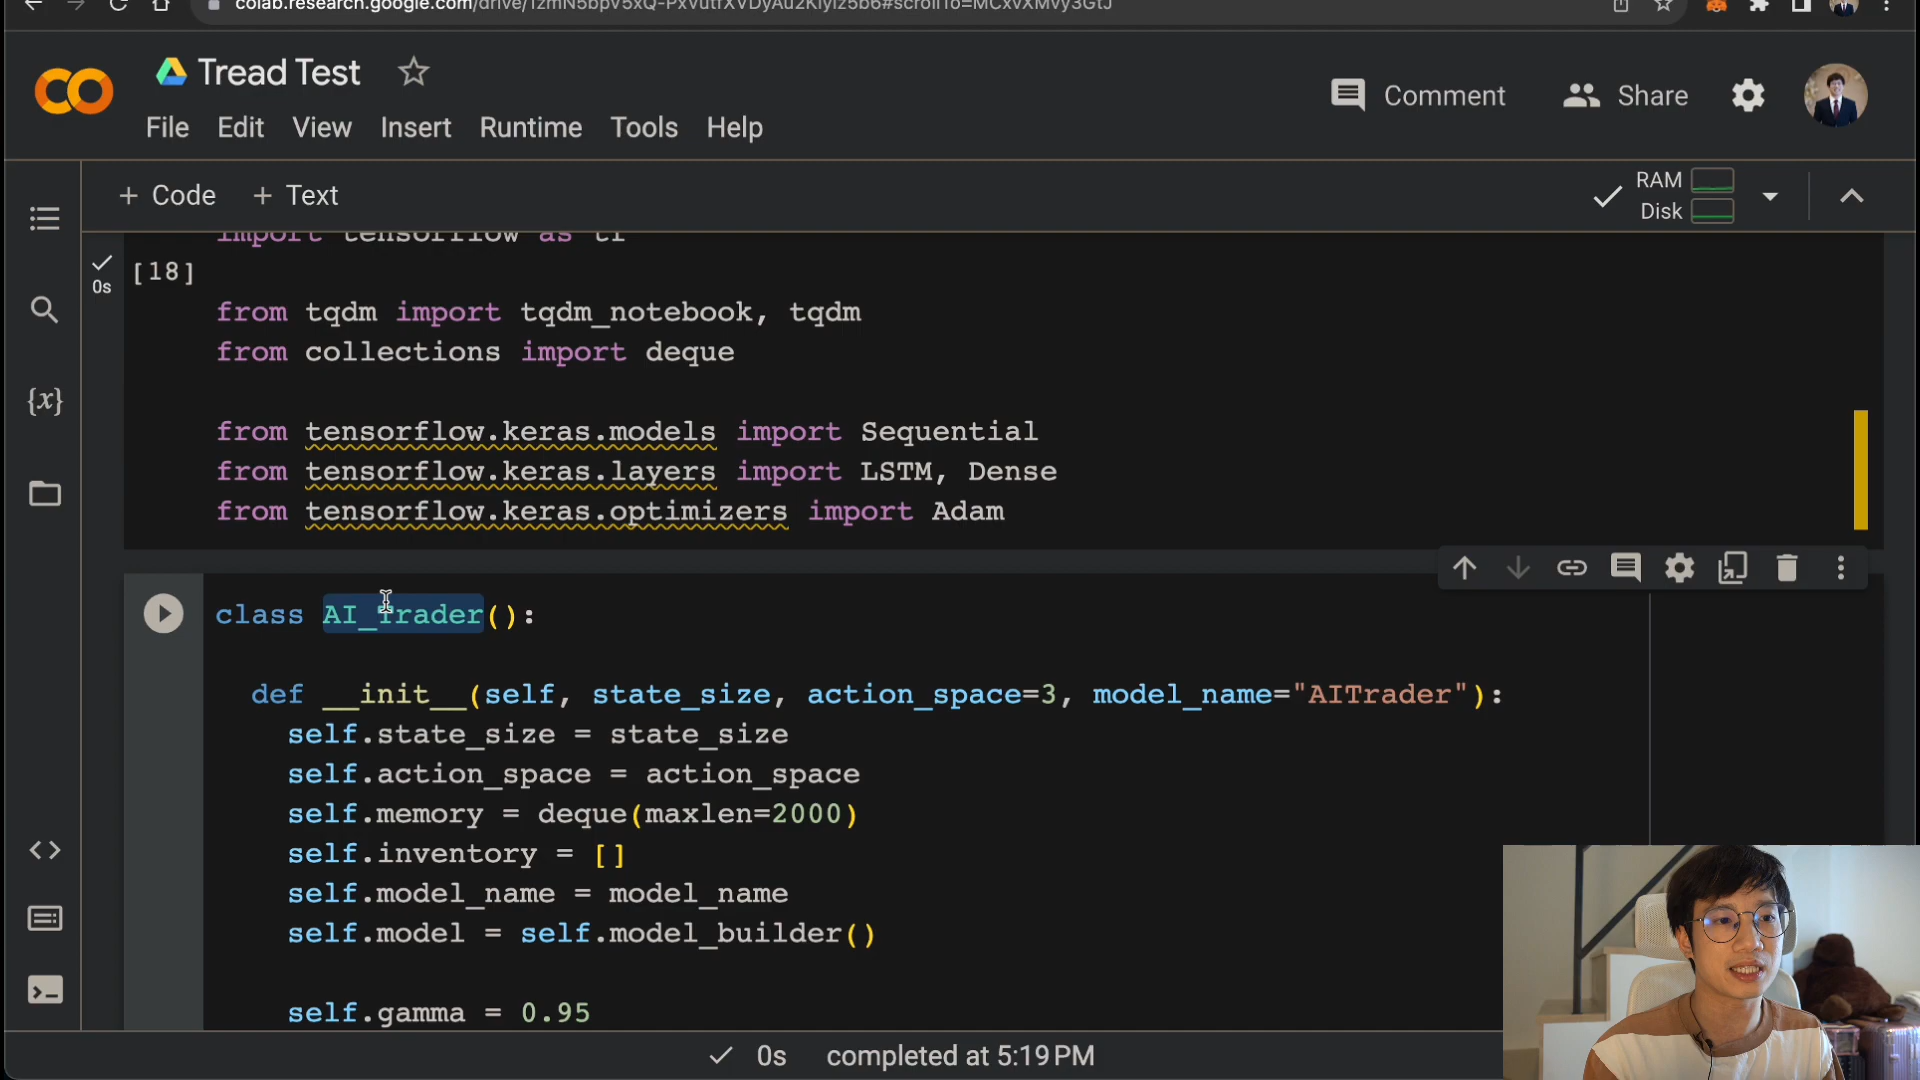 Tread Test
Comment
Share
File Edit View Insert Runtime Tools Help
+ Code + Text
RAM
Disk
import tensorflow as tf
[18]
0s
from tqdm import tqdm_notebook, tqdm
from collections import deque
from tensorflow.keras.models import Sequential
from tensorflow.keras.layers import LSTM, Dense
from tensorflow.keras.optimizers import Adam
{x}
class AI_Trader():
def __init__(self, state_size, action_space=3, model_name="AITrader"):
self.state_size = state_size
self.action_space = action_space
self.memory = deque(maxlen=2000)
self.inventory = []
self.model_name = model_name
self.model = self.model_builder()
self.gamma = 0.95
0s completed at 5:19 PM